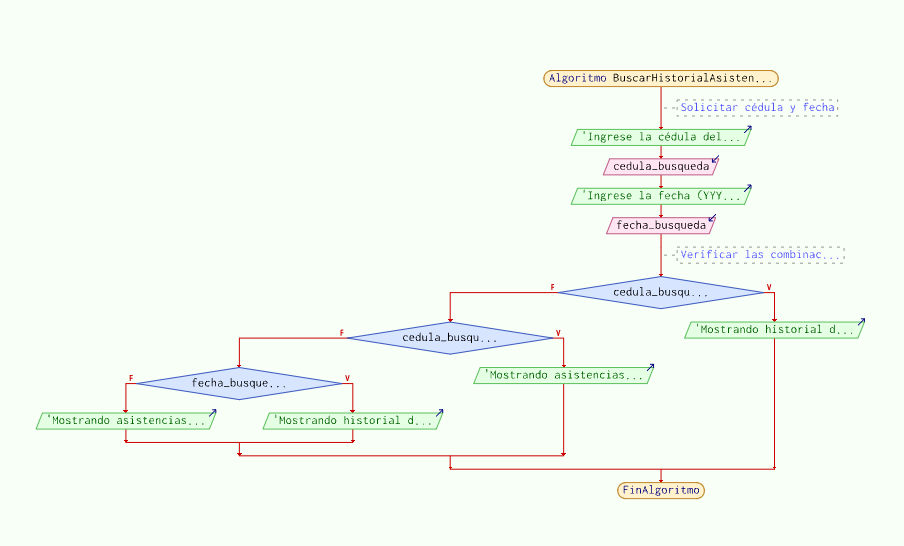 Algoritmo BuscarHistorialAsisten...
Solicitar cédula y fecha
'Ingrese la cédula del...
cedula_busqueda
'Ingrese la fecha (YYY...
fecha_busqueda
Verificar las combinac...
cedula_busqu...
F
V
'Mostrando historial d...
cedula_busqu...
F
V
'Mostrando asistencias...
fecha_busque...
F
V
'Mostrando asistencias...
'Mostrando historial d...
FinAlgoritmo